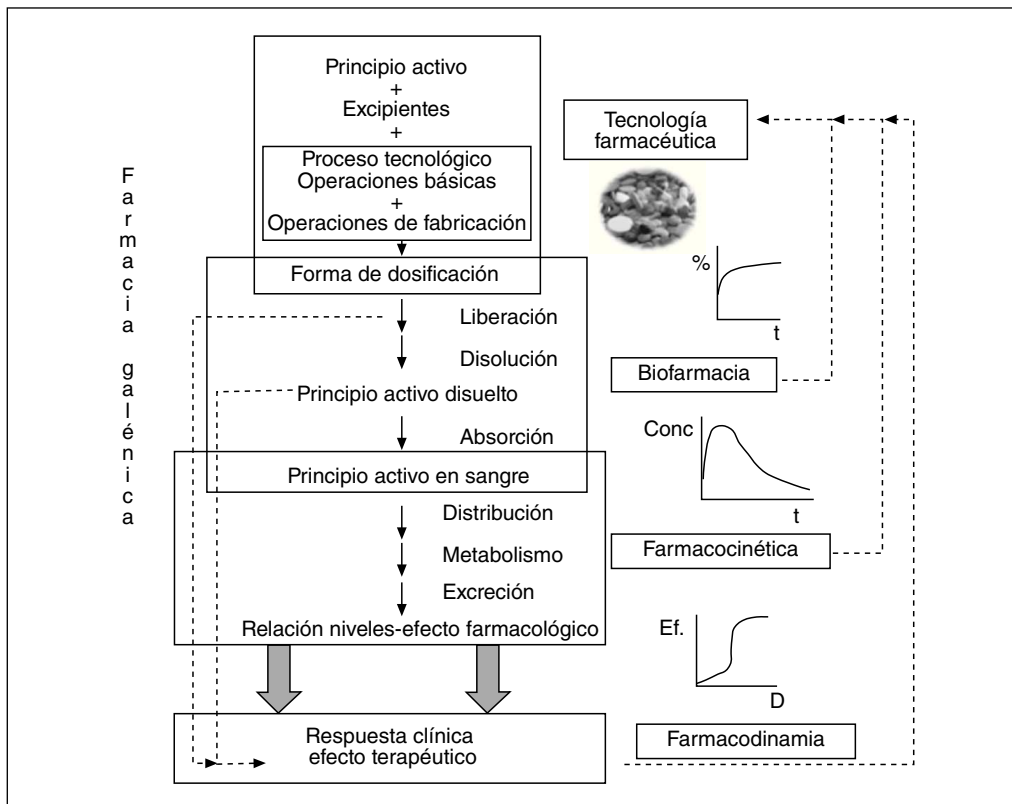 Farmacia galénica
Principio activo
+
Excipientes
+
Proceso tecnológico
Operaciones básicas
+
Operaciones de fabricación
Forma de dosificación
Liberación
Disolución
Principio activo disuelto
Absorción
Principio activo en sangre
Distribución
Metabolismo
Excreción
Relación niveles-efecto farmacológico
Respuesta clínica
efecto terapéutico
Tecnología
farmacéutica
%
t
Biofarmacia
Conc
t
Farmacocinética
Ef.
D
Farmacodinamia